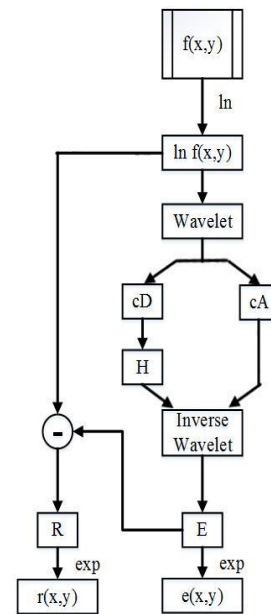 f(x,y)
ln
ln f(x,y)
Wavelet
cD
cA
H
Inverse
Wavelet
-
R
E
exp
exp
r(x,y)
e(x,y)